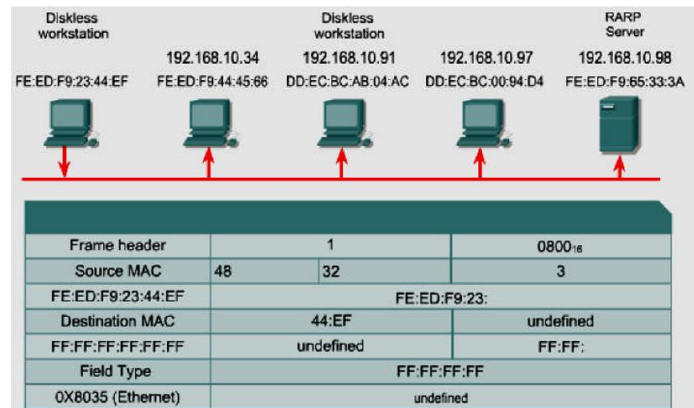 Diskless
workstation
Diskless
workstation
RARP
Server
192.168.10.34
192.168.10.91
192.168.10.97
192.168.10.98
FE:ED:F9:23:44:EF
FE:ED:F9:44:45:66
DD:EC:BC:AB:04:AC
DD:EC:BC:00:94:D4
FE:ED:F9:65:33:3A
Frame header 1 0800₁₆
Source MAC 48 32 3
FE:ED:F9:23:44:EF FE:ED:F9:23:
Destination MAC 44:EF undefined
FF:FF:FF:FF:FF:FF undefined FF:FF:
Field Type FF:FF:FF:FF
0X8035 (Ethernet) undefined